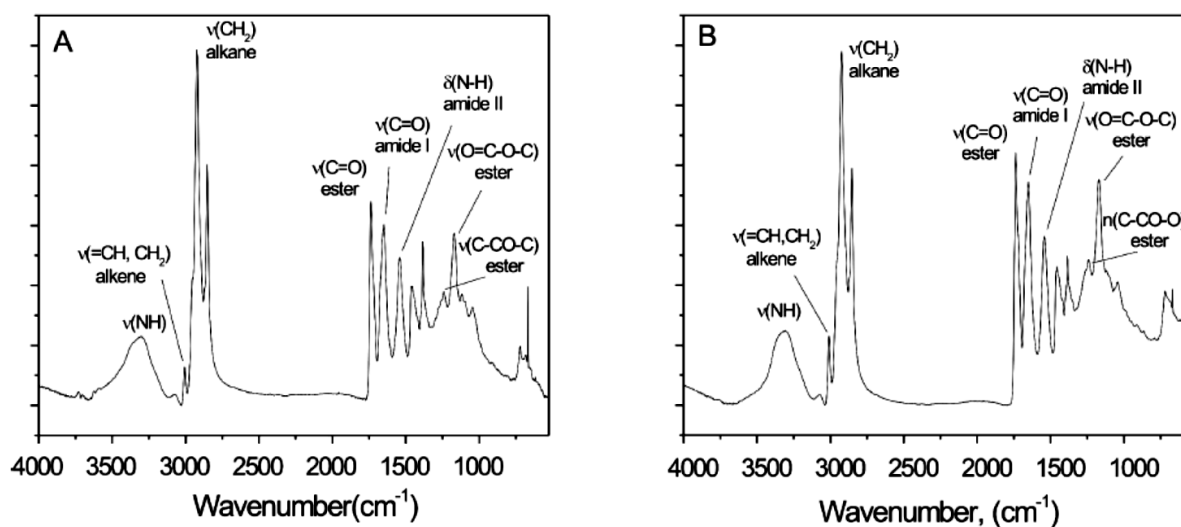 A
ν(CH₂)
alkane
δ(N-H)
amide II
ν(C=O)
amide I
ν(O=C-O-C)
ester
ν(C=O)
ester
ν(C-CO-C)
ester
ν(=CH, CH₂)
alkene
ν(NH)
4000 3500 3000 2500 2000 1500 1000
Wavenumber(cm⁻¹)
B
ν(CH₂)
alkane
δ(N-H)
amide II
ν(C=O)
amide I
ν(O=C-O-C)
ester
ν(C=O)
ester
n(C-CO-O)
ester
ν(=CH,CH₂)
alkene
ν(NH)
4000 3500 3000 2500 2000 1500 1000
Wavenumber, (cm⁻¹)